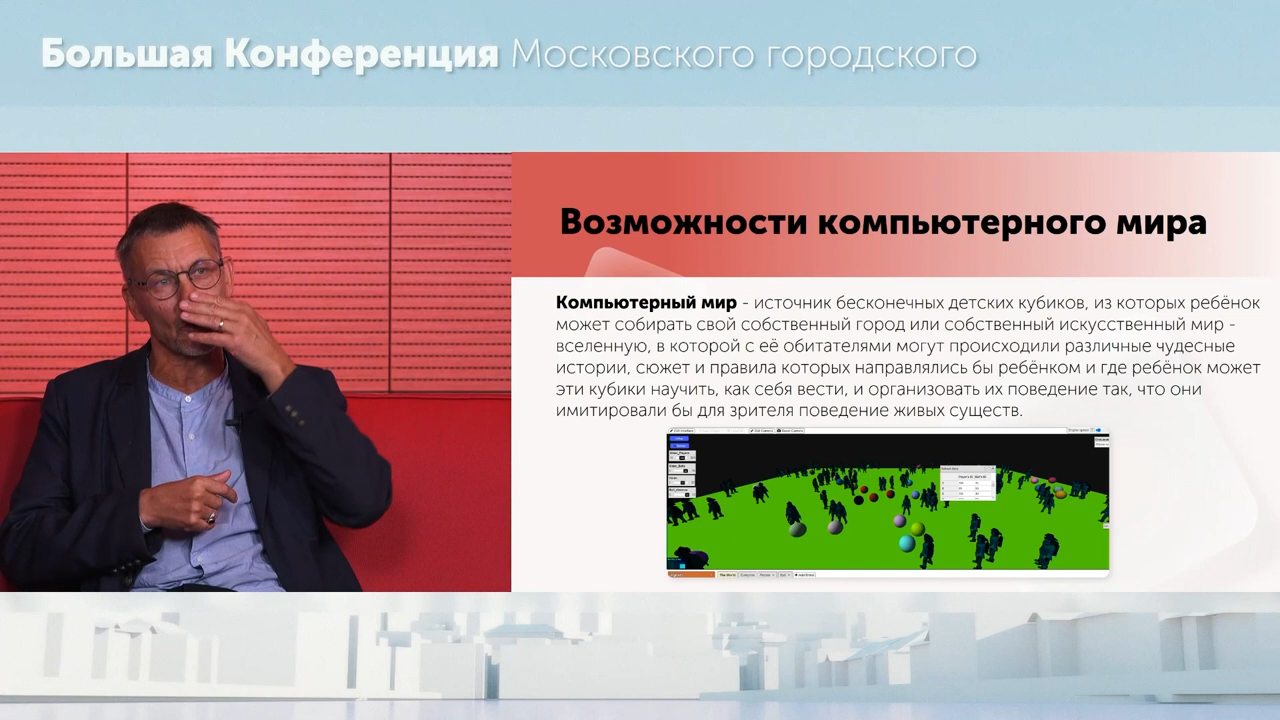 Большая Конференция Московского городского
Возможности компьютерного мира
Компьютерный мир - источник бесконечных детских кубиков, из которых ребёнок
может собирать свой собственный город или собственный искусственный мир -
вселенную, в которой с её обитателями могут происходили различные чудесные
истории, сюжет и правила которых направлялись бы ребёнком и где ребёнок может
эти кубики научить, как себя вести, и организовать их поведение так, что они
имитировали бы для зрителя поведение живых существ.